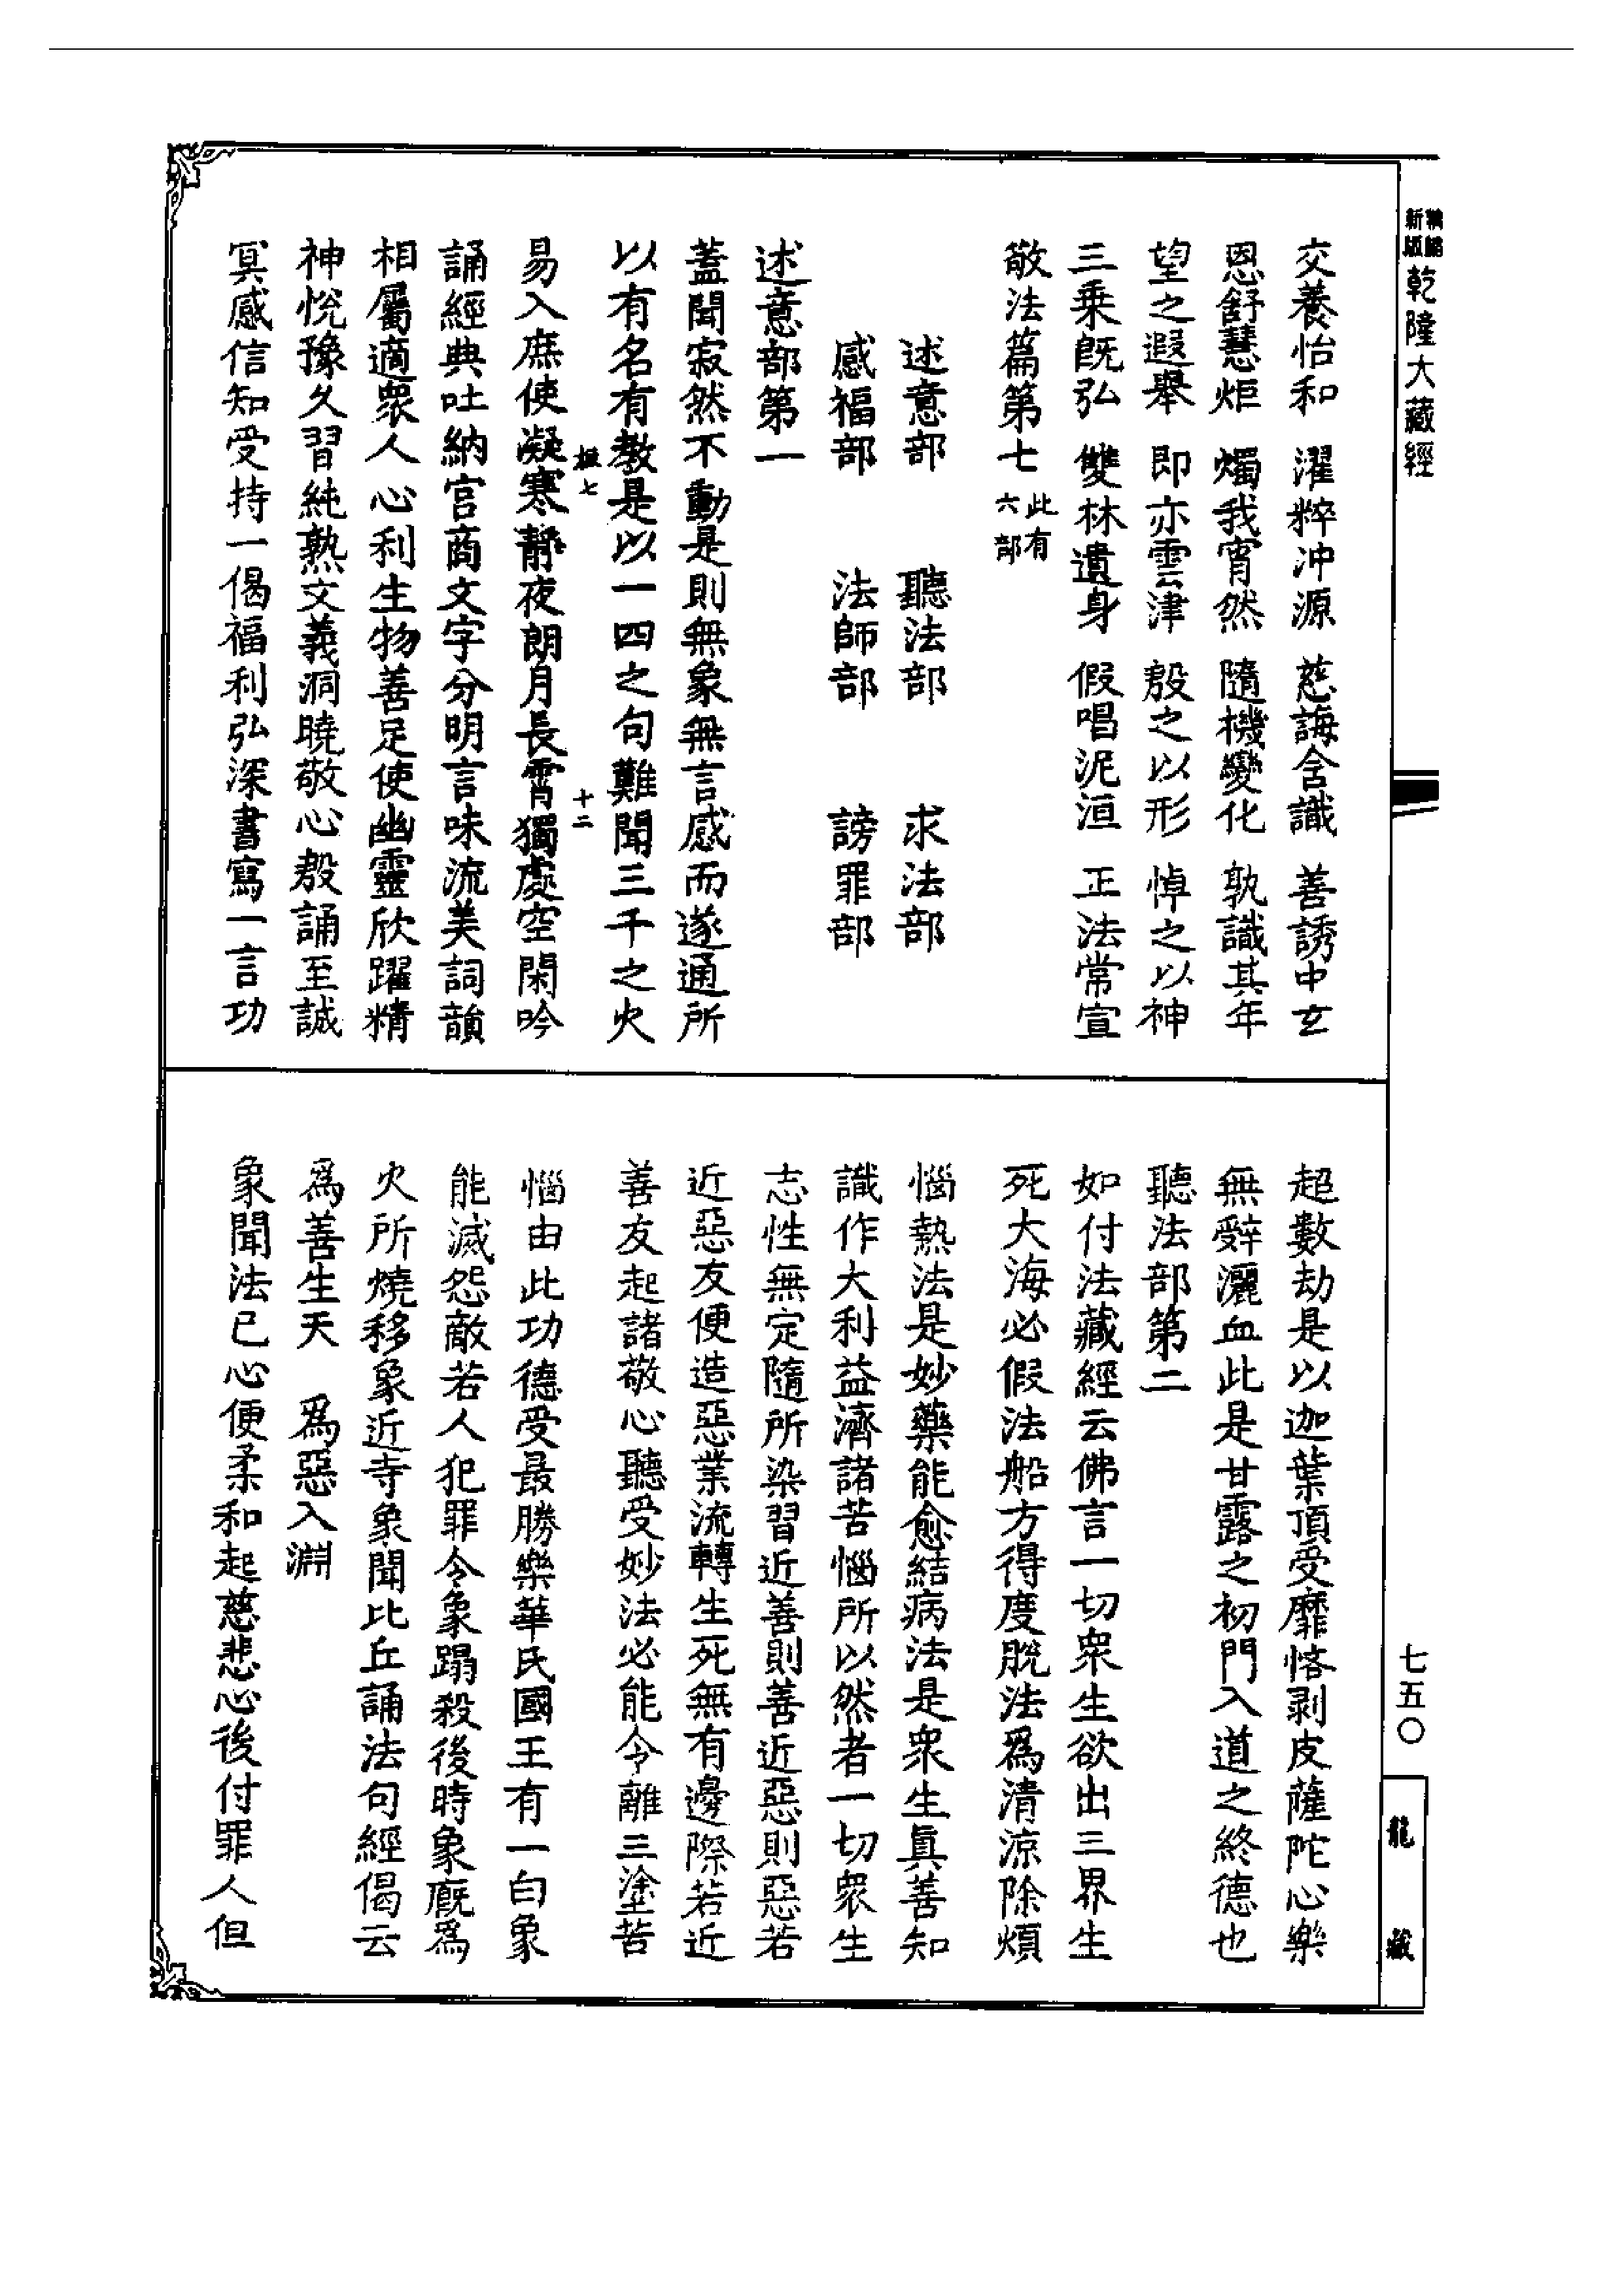 乾隆大藏經
交養怡和　濯粹沖源　慈誨含識　善誘中玄
恩舒慧炬　燭我宵然　隨機變化　孰識其年
望之遐舉　即亦雲津　殷之以形　悼之以神
三乘既弘　雙林遺身　假唱泥洹　正法常宣
敬法篇第七 此有六部
述意部　聽法部　求法部
感福部　法師部　謗罪部
述意部第一
蓋聞寂然不動是則無象無言感而遂通所
以有名有教是以一四之句難聞三千之火
七　十二
易入庶使凝寒靜夜朗月長霄獨處空閑吟
誦經典吐納宮商文字分明言味流美詞韻
相屬適眾人心利生物善足使幽靈欣躍精
神悅豫久習純熟文義洞曉敬心殷誦至誠
冥感信知受持一偈福利弘深書寫一言功
超數劫是以迦葉頂受靡悋剥皮薩陀心樂
無辭灑血此是甘露之初門入道之終德也
聽法部第二
如付法藏經云佛言一切眾生欲出三界生
死大海必假法船方得度脫法爲清涼除煩
惱熱法是妙藥能愈結病法是眾生真善知
識作大利益濟諸苦惱所以然者一切眾生
志性無定隨所染習近善則善近惡則惡若
近惡友便造惡業流轉生死無有邊際若近
善友起諸敬心聽受妙法必能令離三塗苦
惱由此功德受最勝樂華氏國王有一白象
能滅怨敵若人犯罪令象蹋殺後時象廐爲
火所燒移象近寺象聞比丘誦法句經偈云
爲善生天　爲惡入淵
象聞法已心便柔和起慈悲心後付罪人但
七五〇
龍藏